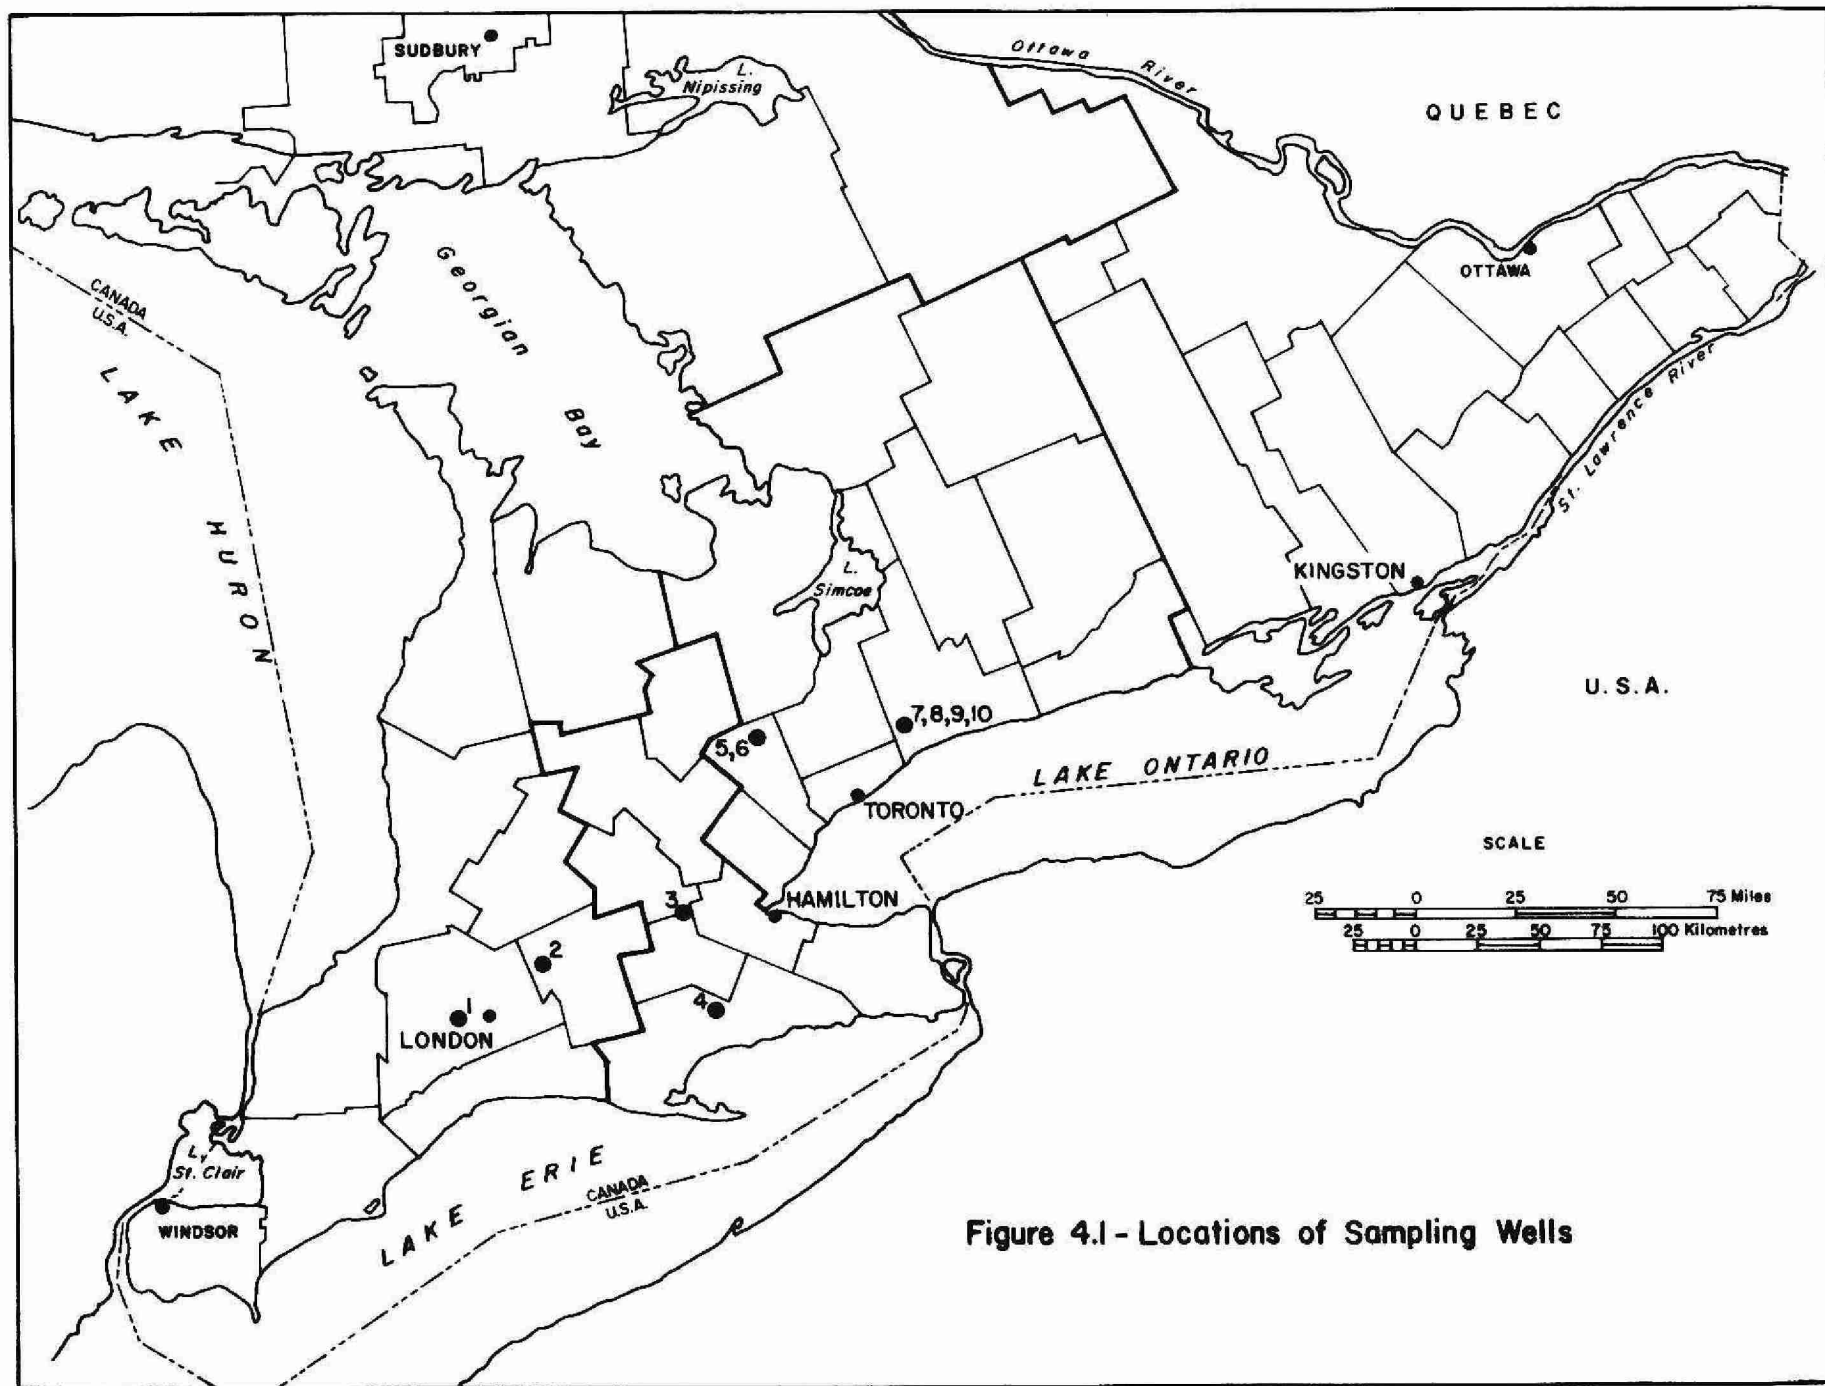 SUDBURY
L.
Nipissing
Ottawa River
QUEBEC
OTTAWA
CANADA
U.S.A.
Georgian
Bay
LAKE
HURON
St. Lawrence River
KINGSTON
L.
Simcoe
U.S.A.
7,8,9,10
5,6
LAKE ONTARIO
TORONTO
SCALE
HAMILTON
3
25 0 25 50 75 Miles
25 0 25 50 75 100 Kilometres
2
4
1
LONDON
L.
St. Clair
WINDSOR
LAKE ERIE
CANADA
U.S.A.
Figure 4.1 - Locations of Sampling Wells